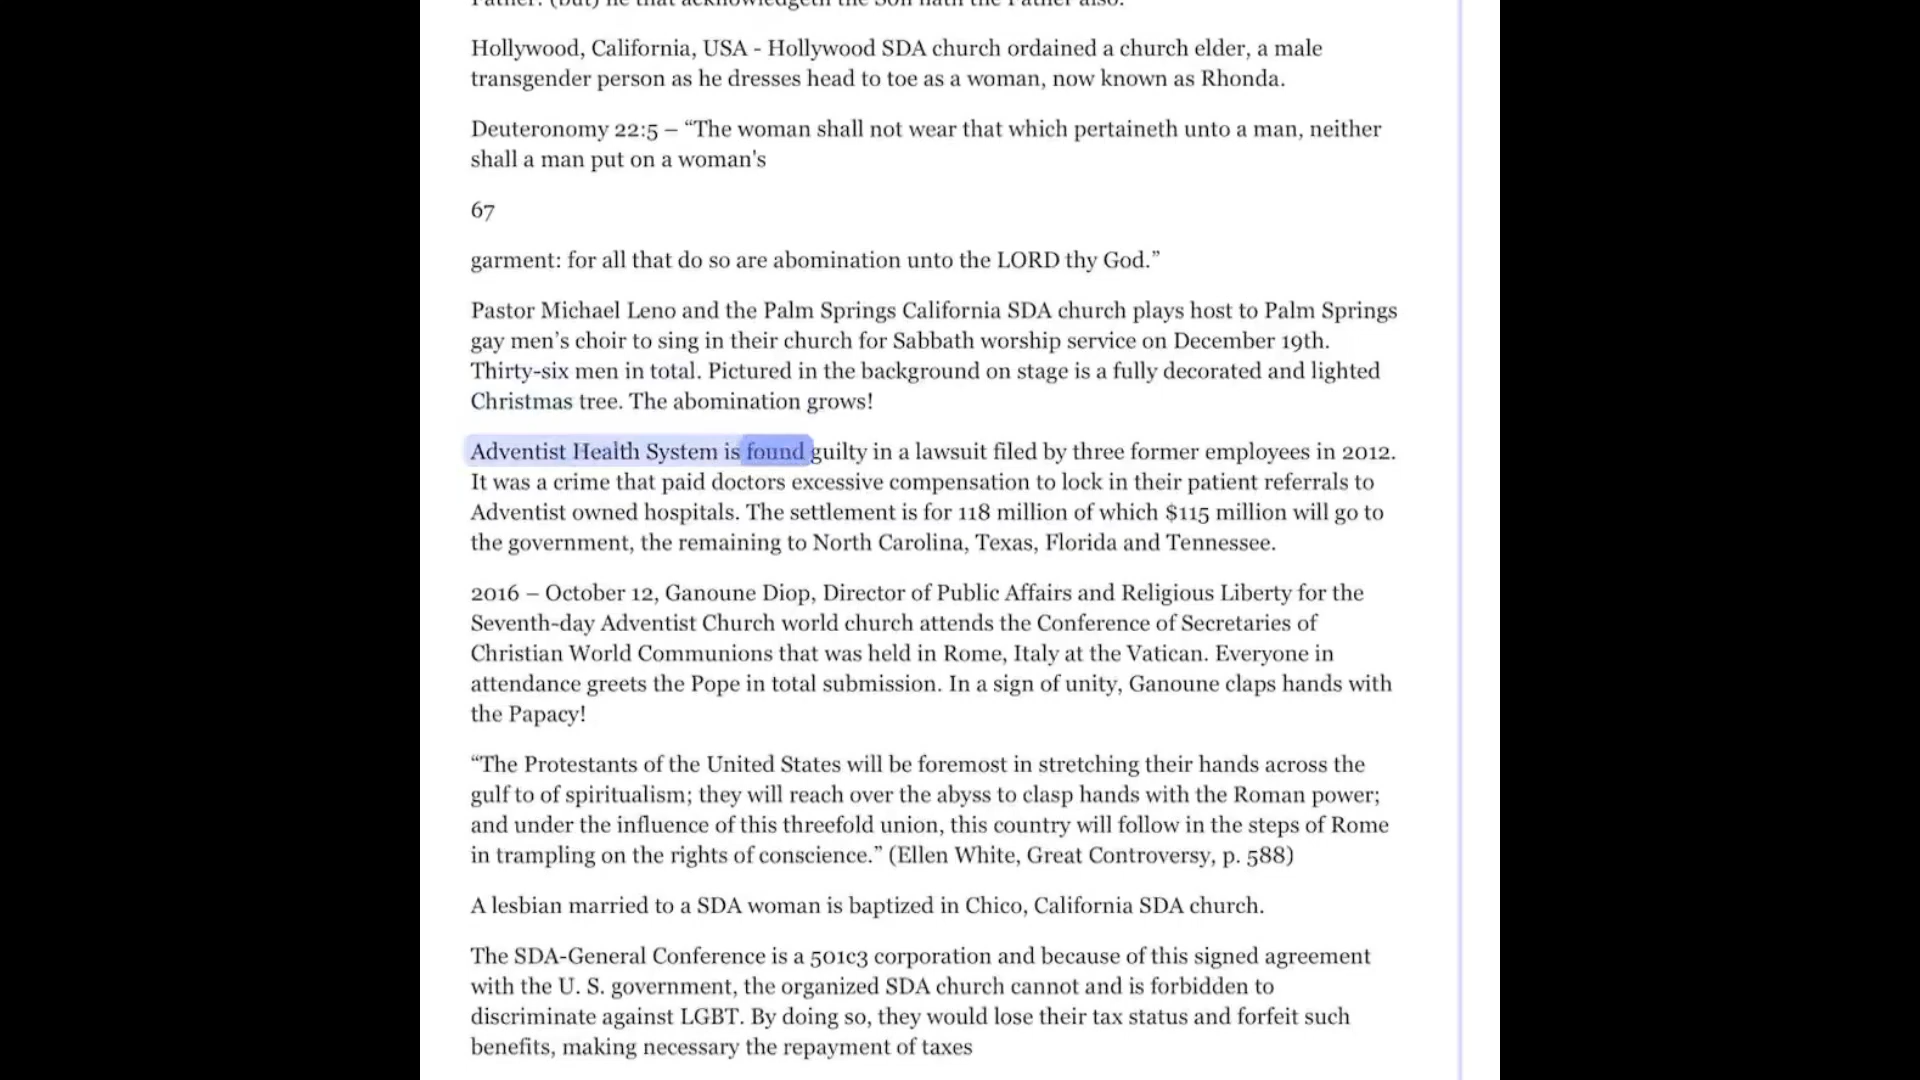 Father: (but) he that acknowledgeth the Son hath the Father also.
Hollywood, California, USA - Hollywood SDA church ordained a church elder, a male
transgender person as he dresses head to toe as a woman, now known as Rhonda.
Deuteronomy 22:5 – “The woman shall not wear that which pertaineth unto a man, neither
shall a man put on a woman's
67
garment: for all that do so are abomination unto the LORD thy God.”
Pastor Michael Leno and the Palm Springs California SDA church plays host to Palm Springs
gay men’s choir to sing in their church for Sabbath worship service on December 19th.
Thirty-six men in total. Pictured in the background on stage is a fully decorated and lighted
Christmas tree. The abomination grows!
Adventist Health System is found guilty in a lawsuit filed by three former employees in 2012.
It was a crime that paid doctors excessive compensation to lock in their patient referrals to
Adventist owned hospitals. The settlement is for 118 million of which $115 million will go to
the government, the remaining to North Carolina, Texas, Florida and Tennessee.
2016 – October 12, Ganoune Diop, Director of Public Affairs and Religious Liberty for the
Seventh-day Adventist Church world church attends the Conference of Secretaries of
Christian World Communions that was held in Rome, Italy at the Vatican. Everyone in
attendance greets the Pope in total submission. In a sign of unity, Ganoune claps hands with
the Papacy!
“The Protestants of the United States will be foremost in stretching their hands across the
gulf to of spiritualism; they will reach over the abyss to clasp hands with the Roman power;
and under the influence of this threefold union, this country will follow in the steps of Rome
in trampling on the rights of conscience.” (Ellen White, Great Controversy, p. 588)
A lesbian married to a SDA woman is baptized in Chico, California SDA church.
The SDA-General Conference is a 501c3 corporation and because of this signed agreement
with the U. S. government, the organized SDA church cannot and is forbidden to
discriminate against LGBT. By doing so, they would lose their tax status and forfeit such
benefits, making necessary the repayment of taxes